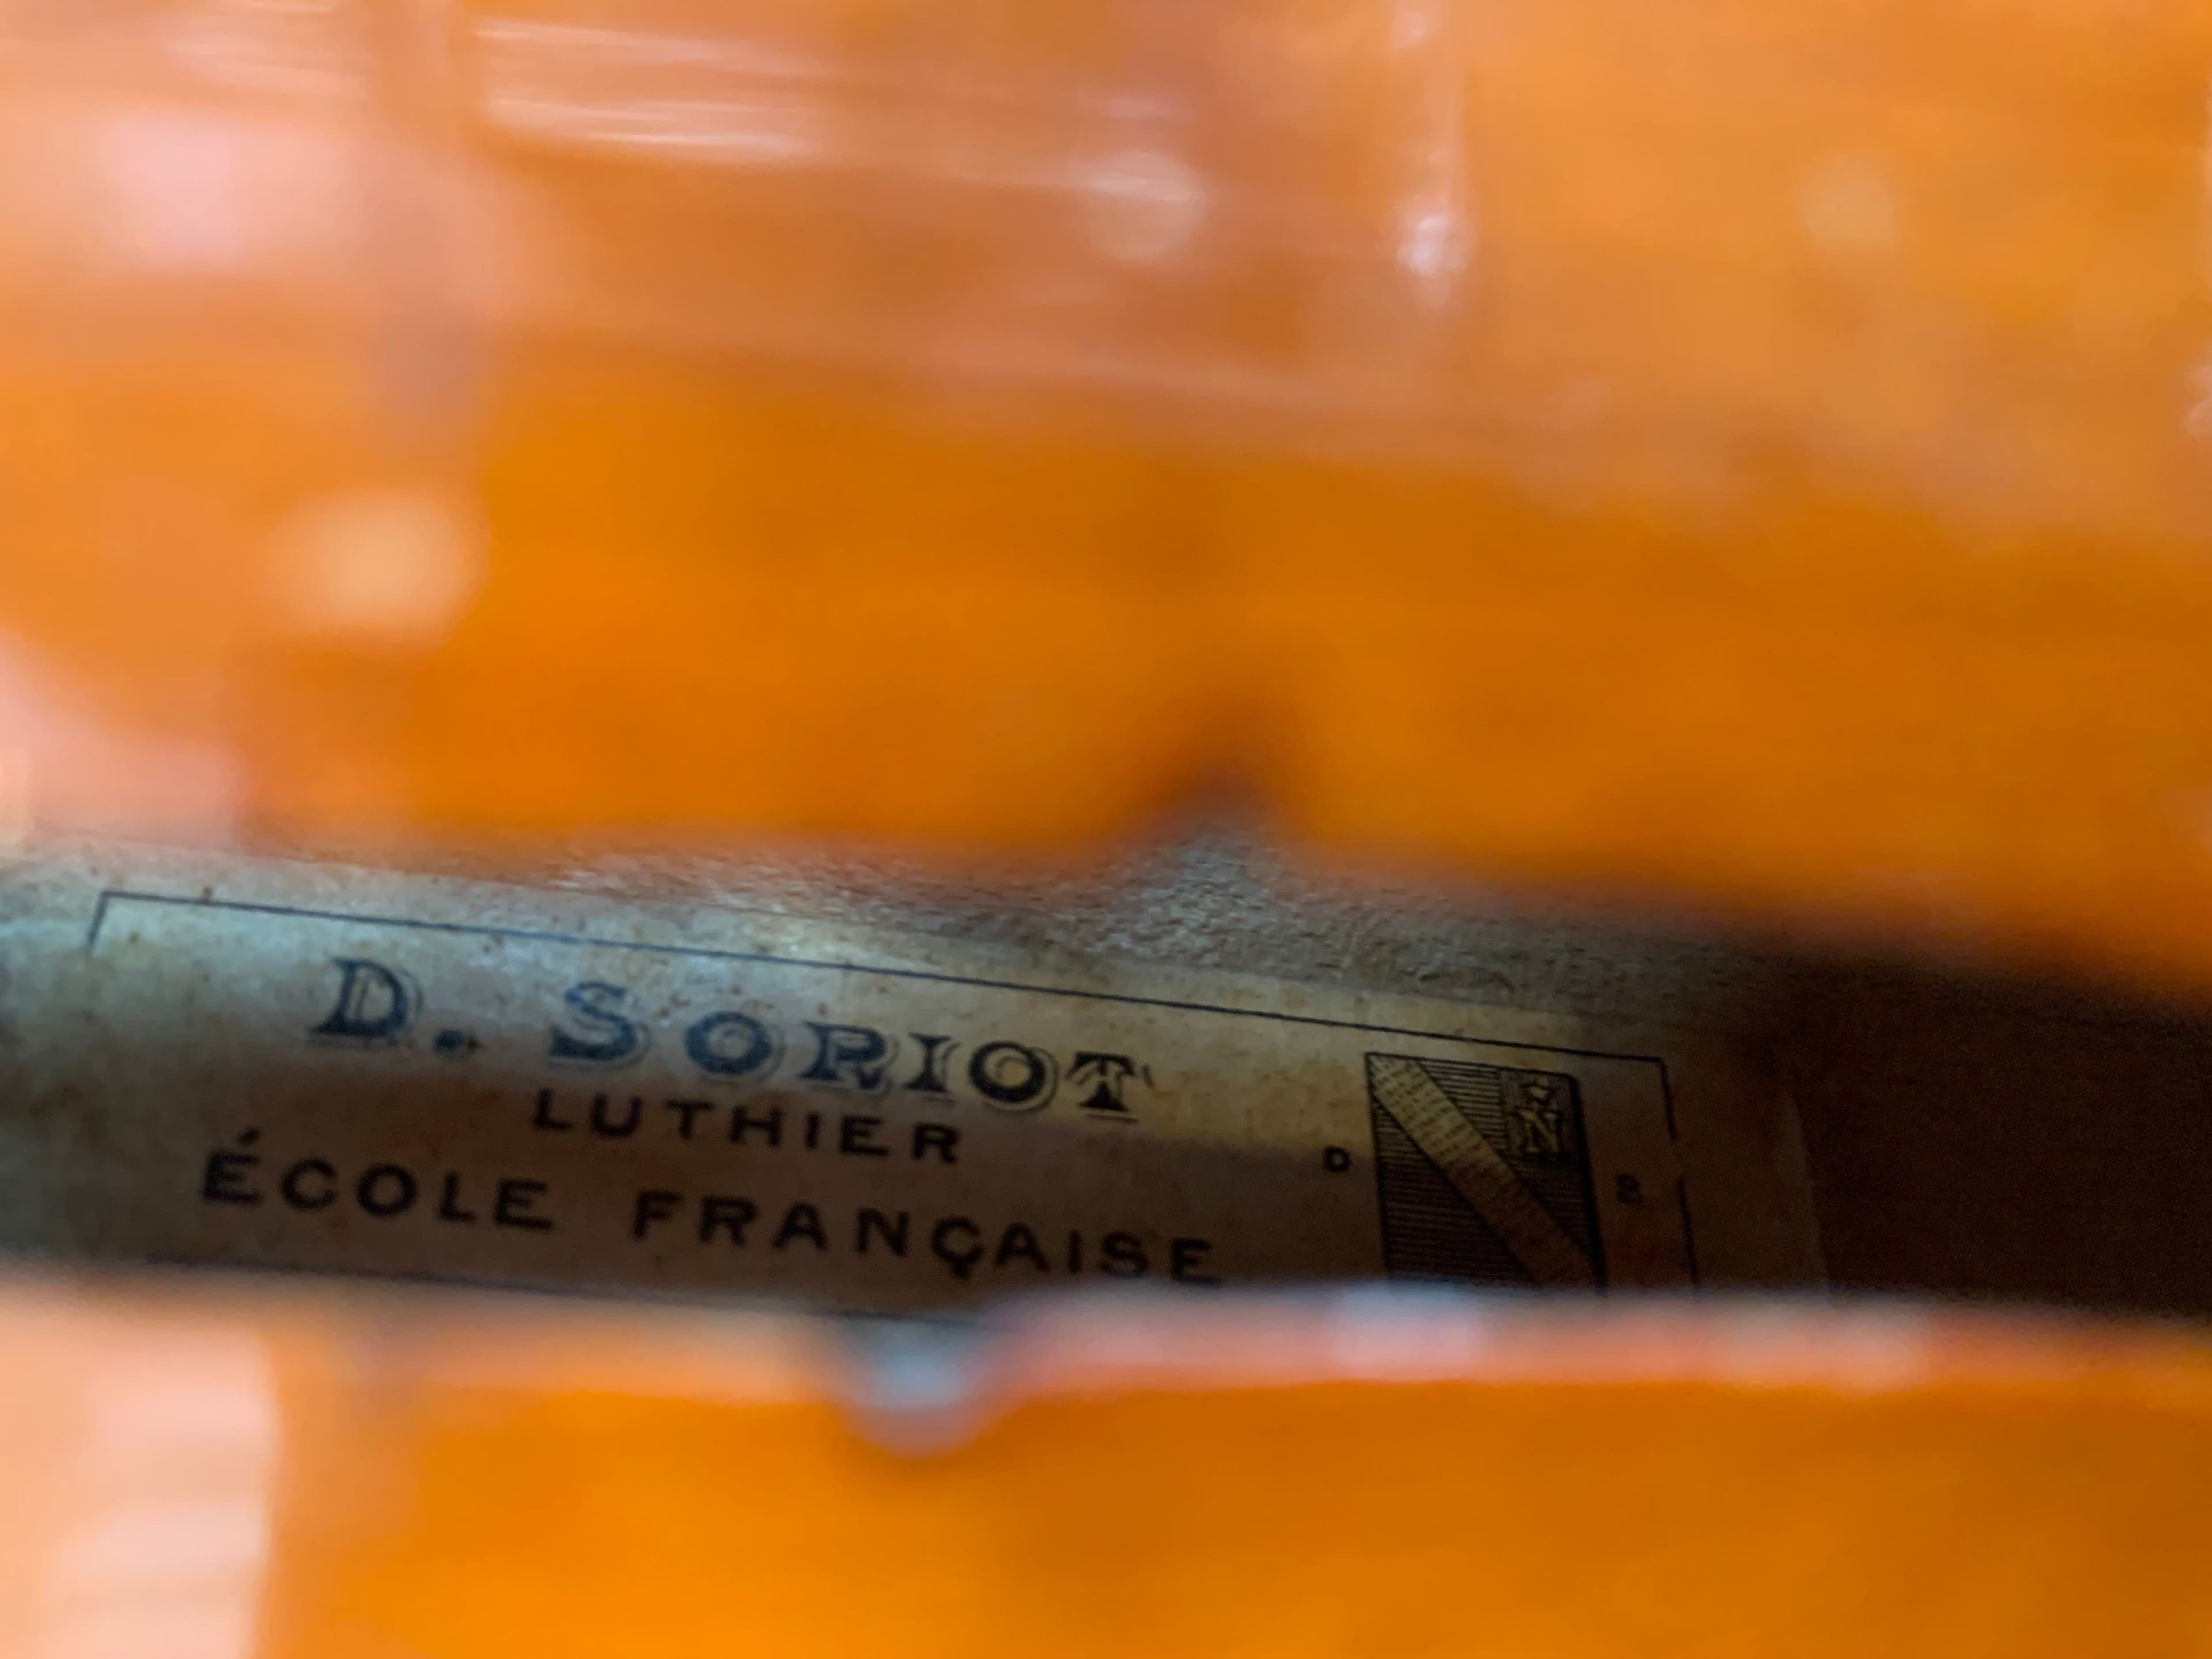 D. SORIOT
LUTHIER
ÉCOLE FRANÇAISE
N
D S